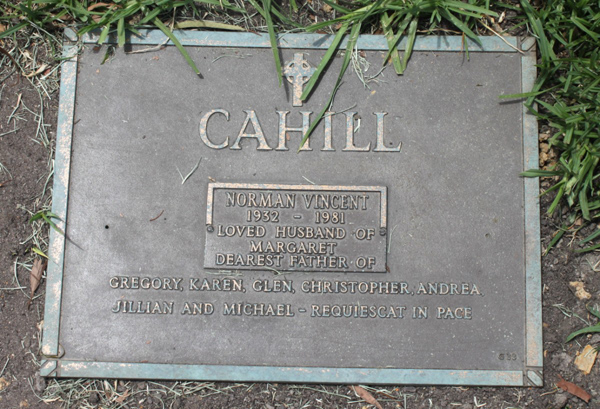 CAHILL
NORMAN VINCENT
1932 - 1981
LOVED HUSBAND OF
MARGARET
DEAREST FATHER OF
GREGORY, KAREN, GLEN, CHRISTOPHER, ANDREA
JILLIAN AND MICHAEL - REQUIESCAT IN PACE